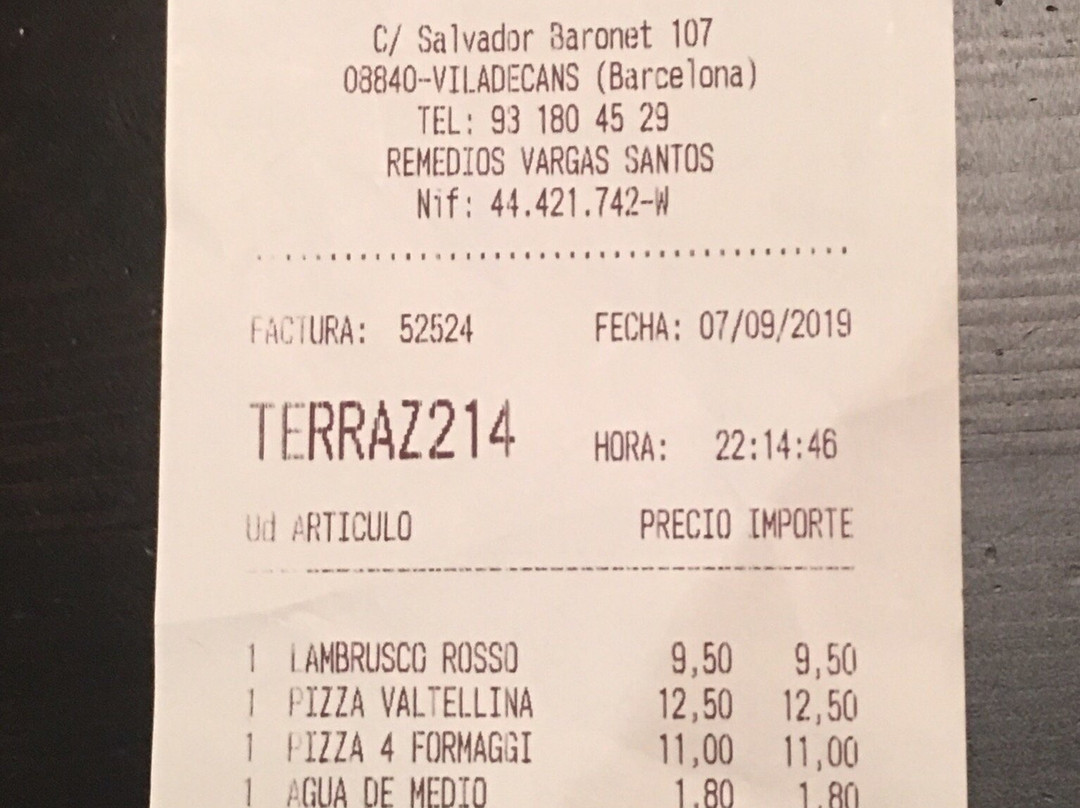 C/ Salvador Baronet 107
08840-VILADECANS (Barcelona)
TEL: 93 180 45 29
REMEDIOS VARGAS SANTOS
Nif: 44.421.742-W
FACTURA: 52524 FECHA: 07/09/2019
TERRAZ214 HORA: 22:14:46
Ud ARTICULO PRECIO IMPORTE
1 LAMBRUSCO ROSSO 9,50 9,50
1 PIZZA VALTELLINA 12,50 12,50
1 PIZZA 4 FORMAGGI 11,00 11,00
1 AGUA DE MEDIO 1,80 1,80